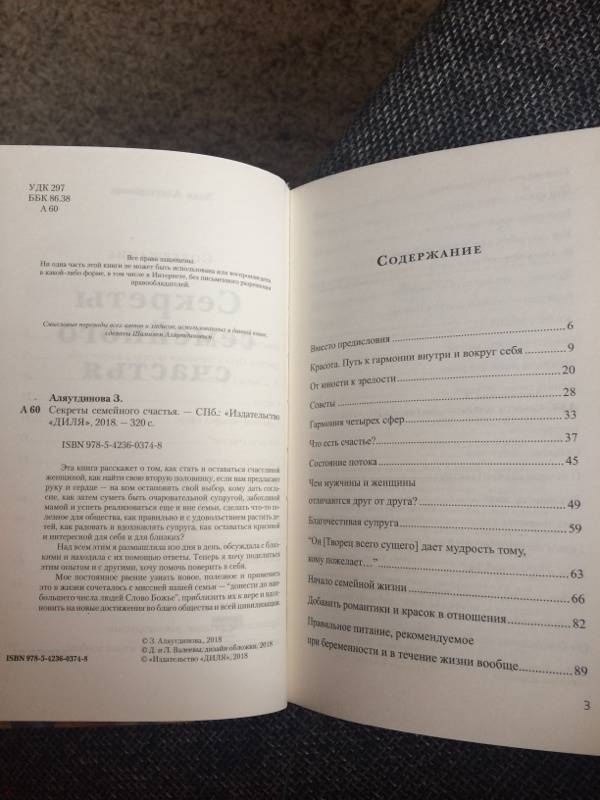 УДК 297
ББК 86.38
А 60
Все права защищены.
Ни одна часть этой книги не может быть использована или воспроизведена
в какой-либо форме, в том числе в Интернете, без письменного разрешения
правообладателей.
Смысловые переводы всех аятов и хадисов, использованных в данной книге,
сделаны Шамилем Аляутдиновым
Аляутдинова З.
А 60 Секреты семейного счастья. — СПб.: «Издательство
«ДИЛЯ», 2018. — 320 с.
ISBN 978-5-4236-0374-8
Эта книга расскажет о том, как стать и оставаться счастливой
женщиной, как найти свою вторую половинку, если вам предлагают
руку и сердце — на ком остановить свой выбор, кому дать согла-
сие, как затем суметь быть очаровательной супругой, заботливой
мамой и успеть реализоваться еще и вне семьи, сделать что-то по-
лезное для общества, как правильно и с удовольствием растить де-
тей, как радовать и вдохновлять супруга, как оставаться красивой
и интересной для себя и для близких?
Над всем этим я размышляла изо дня в день, обсуждала с близ-
кими и находила с их помощью ответы. Теперь я хочу поделиться
этим опытом и с другими, хочу помочь поверить в себя.
Мое постоянное рвение узнать новое, полезное и применить
это в жизни сочеталось с миссией нашей семьи — "донести до наи-
большего числа людей Слово Божье", приблизить их к вере и вдох-
новить на новые достижения во благо общества и всей цивилизации.
© З. Аляутдинова, 2018
© Д. и Л. Валеевы, дизайн обложки, 2018
ISBN 978-5-4236-0374-8 © «Издательство «ДИЛЯ», 2018
СОДЕРЖАНИЕ
Вместо предисловия 6
Красота. Путь к гармонии внутри и вокруг себя 9
От юности к зрелости 20
Советы 28
Гармония четырех сфер 33
Что есть счастье? 37
Состояние потока 45
Чем мужчины и женщины
отличаются друг от друга? 49
Благочестивая супруга 59
"Он [Творец всего сущего] дает мудрость тому,
кому пожелает…" 63
Начало семейной жизни 66
Добавить романтики и красок в отношения 82
Правильное питание, рекомендуемое
при беременности и в течение жизни вообще 89
3